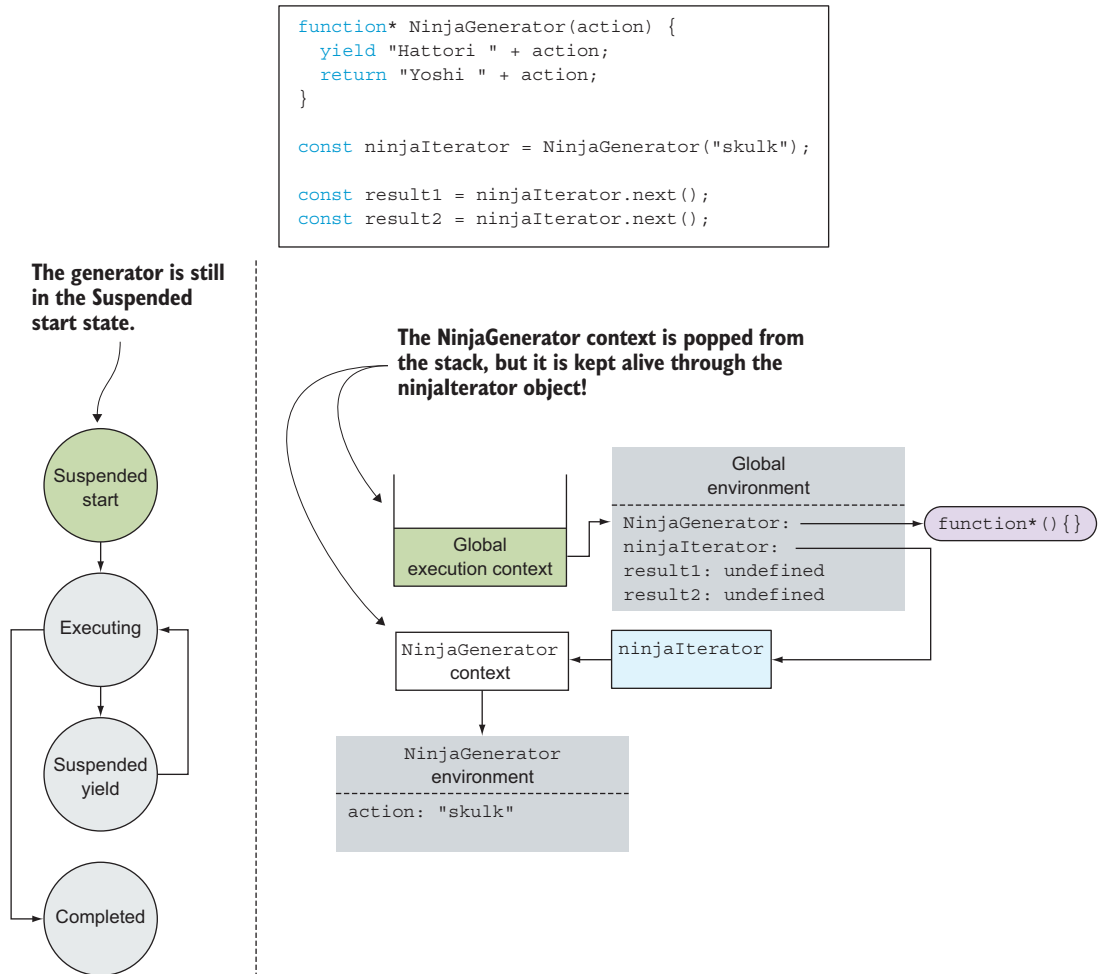 function* NinjaGenerator(action) {
  yield "Hattori " + action;
  return "Yoshi " + action;
}
const ninjaIterator = NinjaGenerator("skulk");
const result1 = ninjaIterator.next();
const result2 = ninjaIterator.next();
The generator is still
in the Suspended
start state.
The NinjaGenerator context is popped from
the stack, but it is kept alive through the
ninjaIterator object!
Suspended
start
Executing
Suspended
yield
Completed
Global
execution context
Global
environment
NinjaGenerator:
ninjaIterator:
result1: undefined
result2: undefined
function*(){}
NinjaGenerator
context
ninjaIterator
NinjaGenerator
environment
action: "skulk"